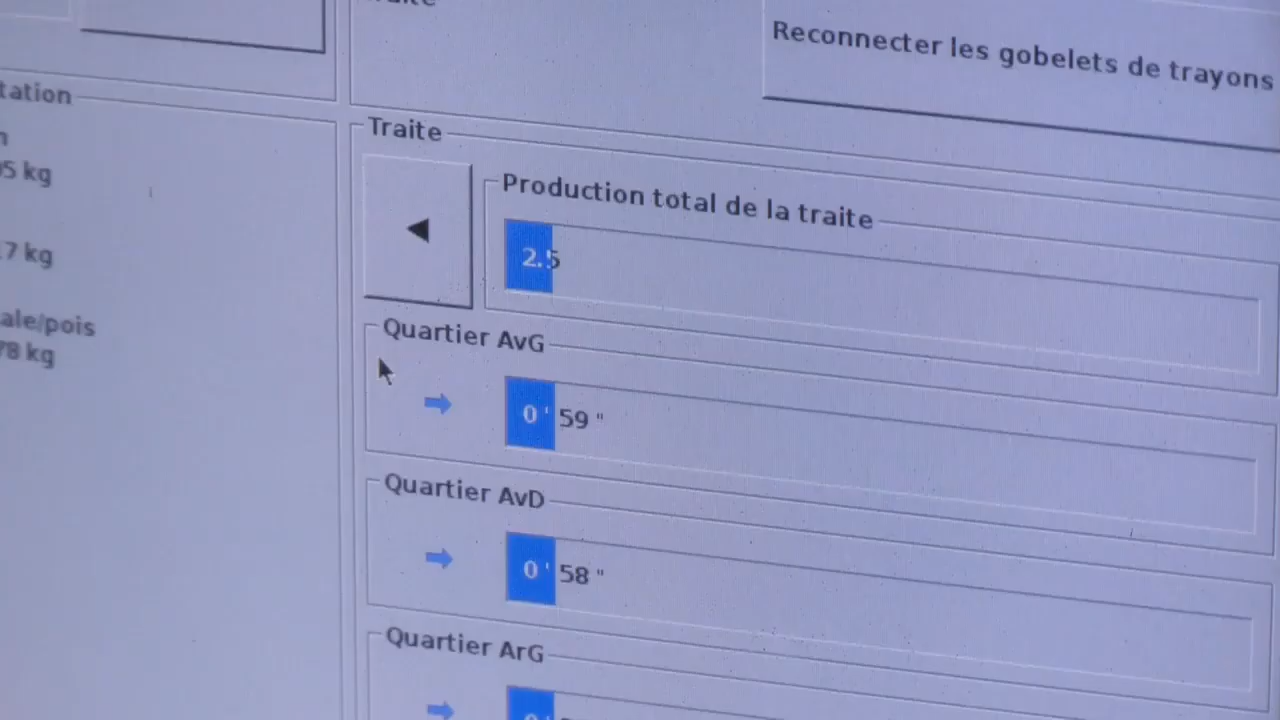 Reconnecter les gobelets de trayons
Traite
Production total de la traite
2.5
Quartier AvG
0 ' 59 "
Quartier AvD
0 ' 58 "
Quartier ArG
tation
5 kg
7 kg
ale/pois
78 kg